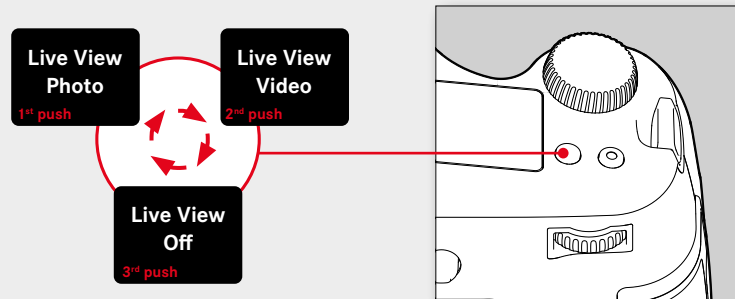 Live View
Photo
1st push
Live View
Video
2nd push
Live View
Off
3rd push